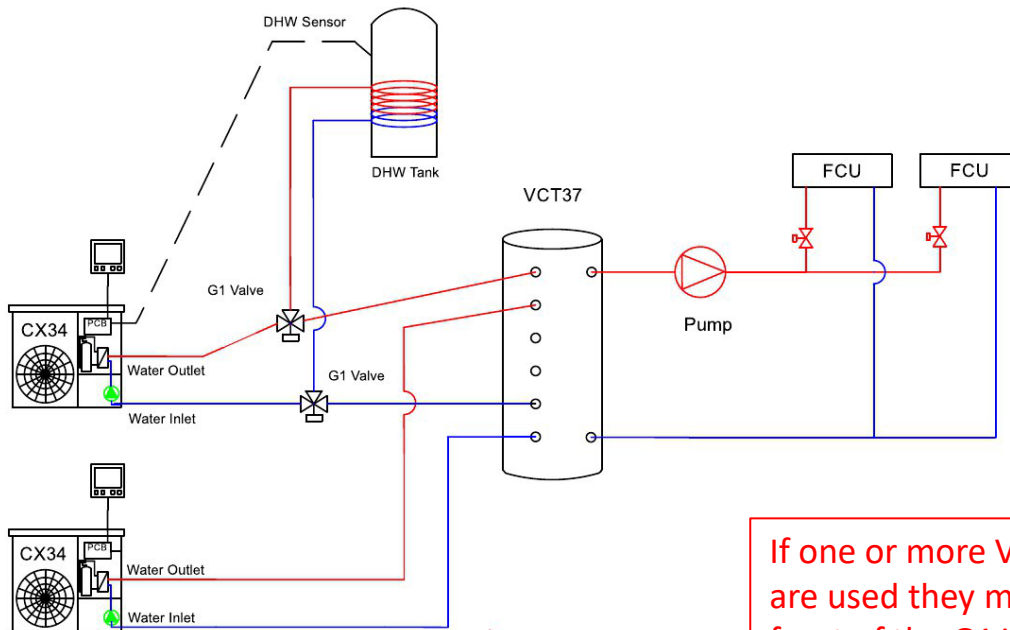 DHW Sensor
DHW Tank
VCT37
FCU
FCU
G1 Valve
Pump
PCB
CX34
Water Outlet
G1 Valve
Water Inlet
PCB
CX34
Water Outlet
Water Inlet
If one or more V
are used they m